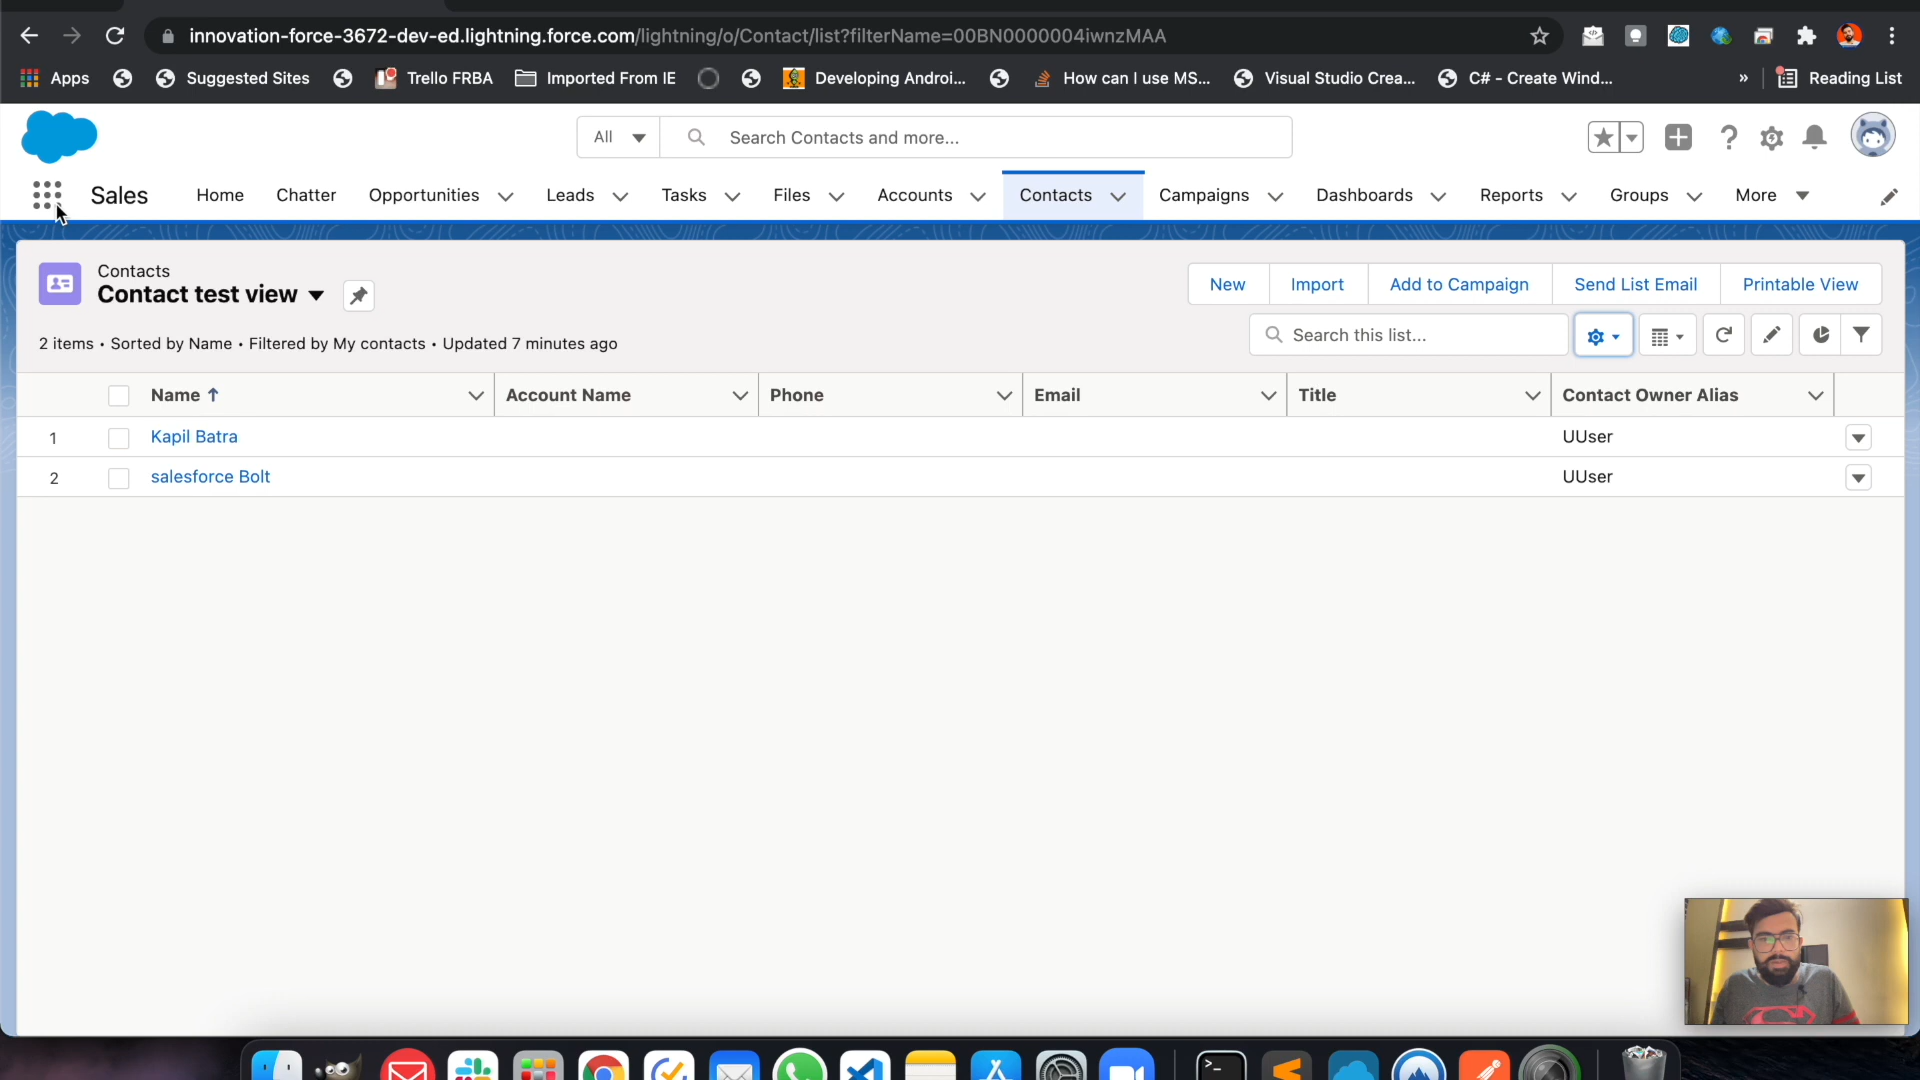 innovation-force-3672-dev-ed.lightning.force.com/lightning/o/Contact/list?filterName=00BN0000004iwnzMAA
Apps Suggested Sites Trello FRBA Imported From IE Developing Androi... How can I use MS... Visual Studio Crea... C# - Create Wind... » Reading List
All Search Contacts and more...
Sales Home Chatter Opportunities Leads Tasks Files Accounts Contacts Campaigns Dashboards Reports Groups More
Contacts
Contact test view
New Import Add to Campaign Send List Email Printable View
2 items • Sorted by Name • Filtered by My contacts • Updated 7 minutes ago
Search this list...
Name Account Name Phone Email Title Contact Owner Alias
1 Kapil Batra UUser
2 salesforce Bolt UUser